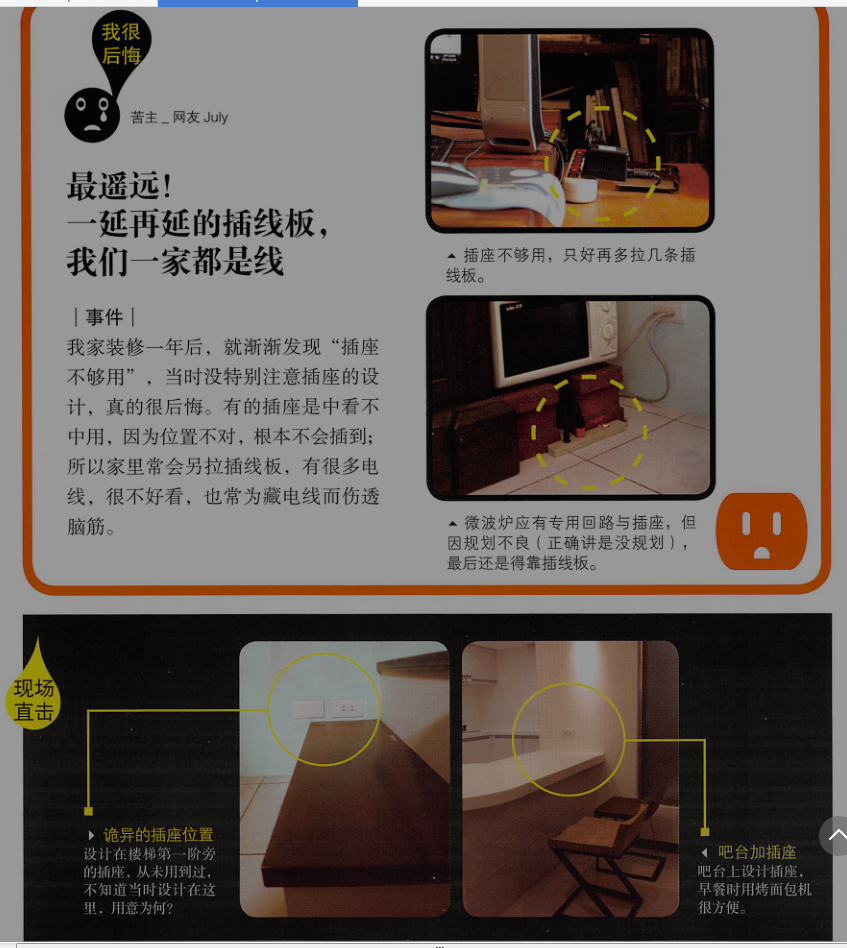 我很
后悔
苦主_网友 July
最遥远！
一延再延的插线板，
我们一家都是线
｜事件｜
我家装修一年后，就渐渐发现“插座
不够用”，当时没特别注意插座的设
计，真的很后悔。有的插座是中看不
中用，因为位置不对，根本不会插到；
所以家里常会另拉插线板，有很多电
线，很不好看，也常为藏电线而伤透
脑筋。
插座不够用，只好再多拉几条插
线板。
微波炉应有专用回路与插座，但
因规划不良（正确讲是没规划），
最后还是得靠插线板。
现场
直击
诡异的插座位置
设计在楼梯第一阶旁
的插座，从未用到过，
不知道当时设计在这
里，用意为何？
吧台加插座
吧台上设计插座，
早餐时用烤面包机
很方便。